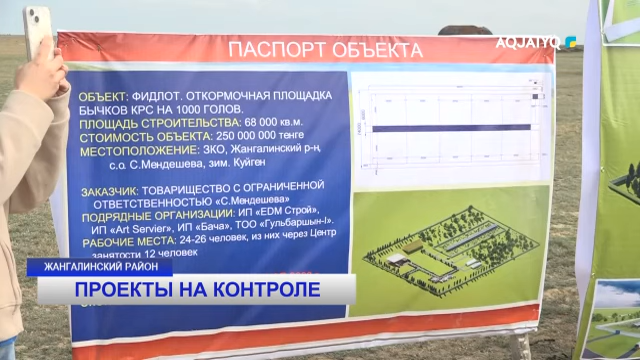 AQJAIYQ
ПАСПОРТ ОБЪЕКТА
ОБЪЕКТ: ФИДЛОТ. ОТКОРМОЧНАЯ ПЛОЩАДКА
БЫЧКОВ КРС НА 1000 ГОЛОВ.
ПЛОЩАДЬ СТРОИТЕЛЬСТВА: 68 000 кв.м.
СТОИМОСТЬ ОБЪЕКТА: 250 000 000 тенге
МЕСТОПОЛОЖЕНИЕ: ЗКО, Жангалинский р-н,
с.о. С.Мендешева, зим. Куйген
ЗАКАЗЧИК: ТОВАРИЩЕСТВО С ОГРАНИЧЕННОЙ
ОТВЕТСТВЕННОСТЬЮ «С.Мендешева»
ПОДРЯДНЫЕ ОРГАНИЗАЦИИ: ИП «EDM Строй»,
ИП «Art Servier», ИП «Бача», ТОО «Гульбаршын-I».
РАБОЧИЕ МЕСТА: 24-26 человек, из них через Центр
занятости 12 человек
ЖАНГАЛИНСКИЙ РАЙОН
ПРОЕКТЫ НА КОНТРОЛЕ